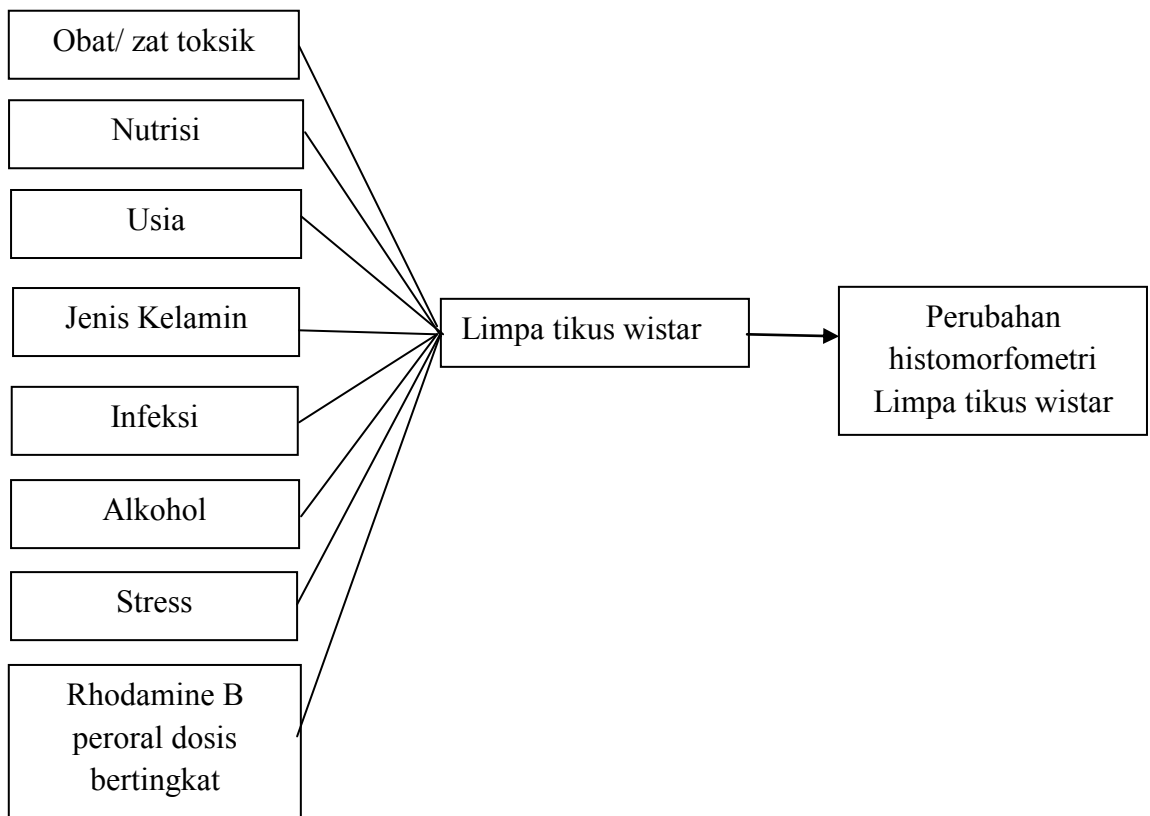 Obat/ zat toksik
Nutrisi
Usia
Jenis Kelamin
Infeksi
Alkohol
Stress
Rhodamine B
peroral dosis
bertingkat
Limpa tikus wistar
Perubahan
histomorfometri
Limpa tikus wistar